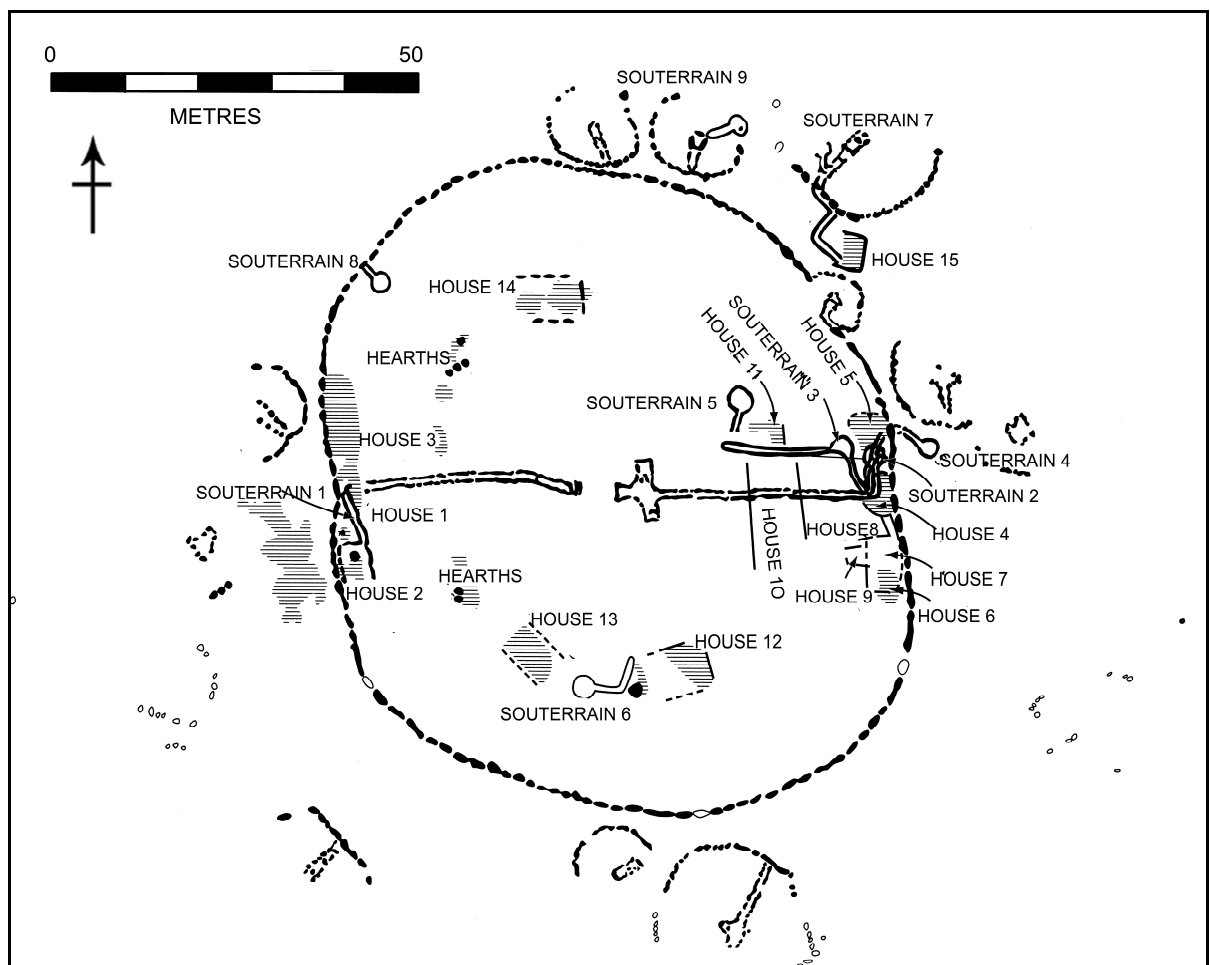 0 50
METRES
SOUTERRAIN 9
SOUTERRAIN 7
SOUTERRAIN 8
HOUSE 15
HOUSE 14
HEARTHS
SOUTERRAIN 3
HOUSE 11
HOUSE 5
SOUTERRAIN 5
HOUSE 3
SOUTERRAIN 4
SOUTERRAIN 1
SOUTERRAIN 2
HOUSE 1
HOUSE 10
HOUSE8
HOUSE 4
HEARTHS
HOUSE 7
HOUSE 2
HOUSE 9
HOUSE 6
HOUSE 13
HOUSE 12
SOUTERRAIN 6